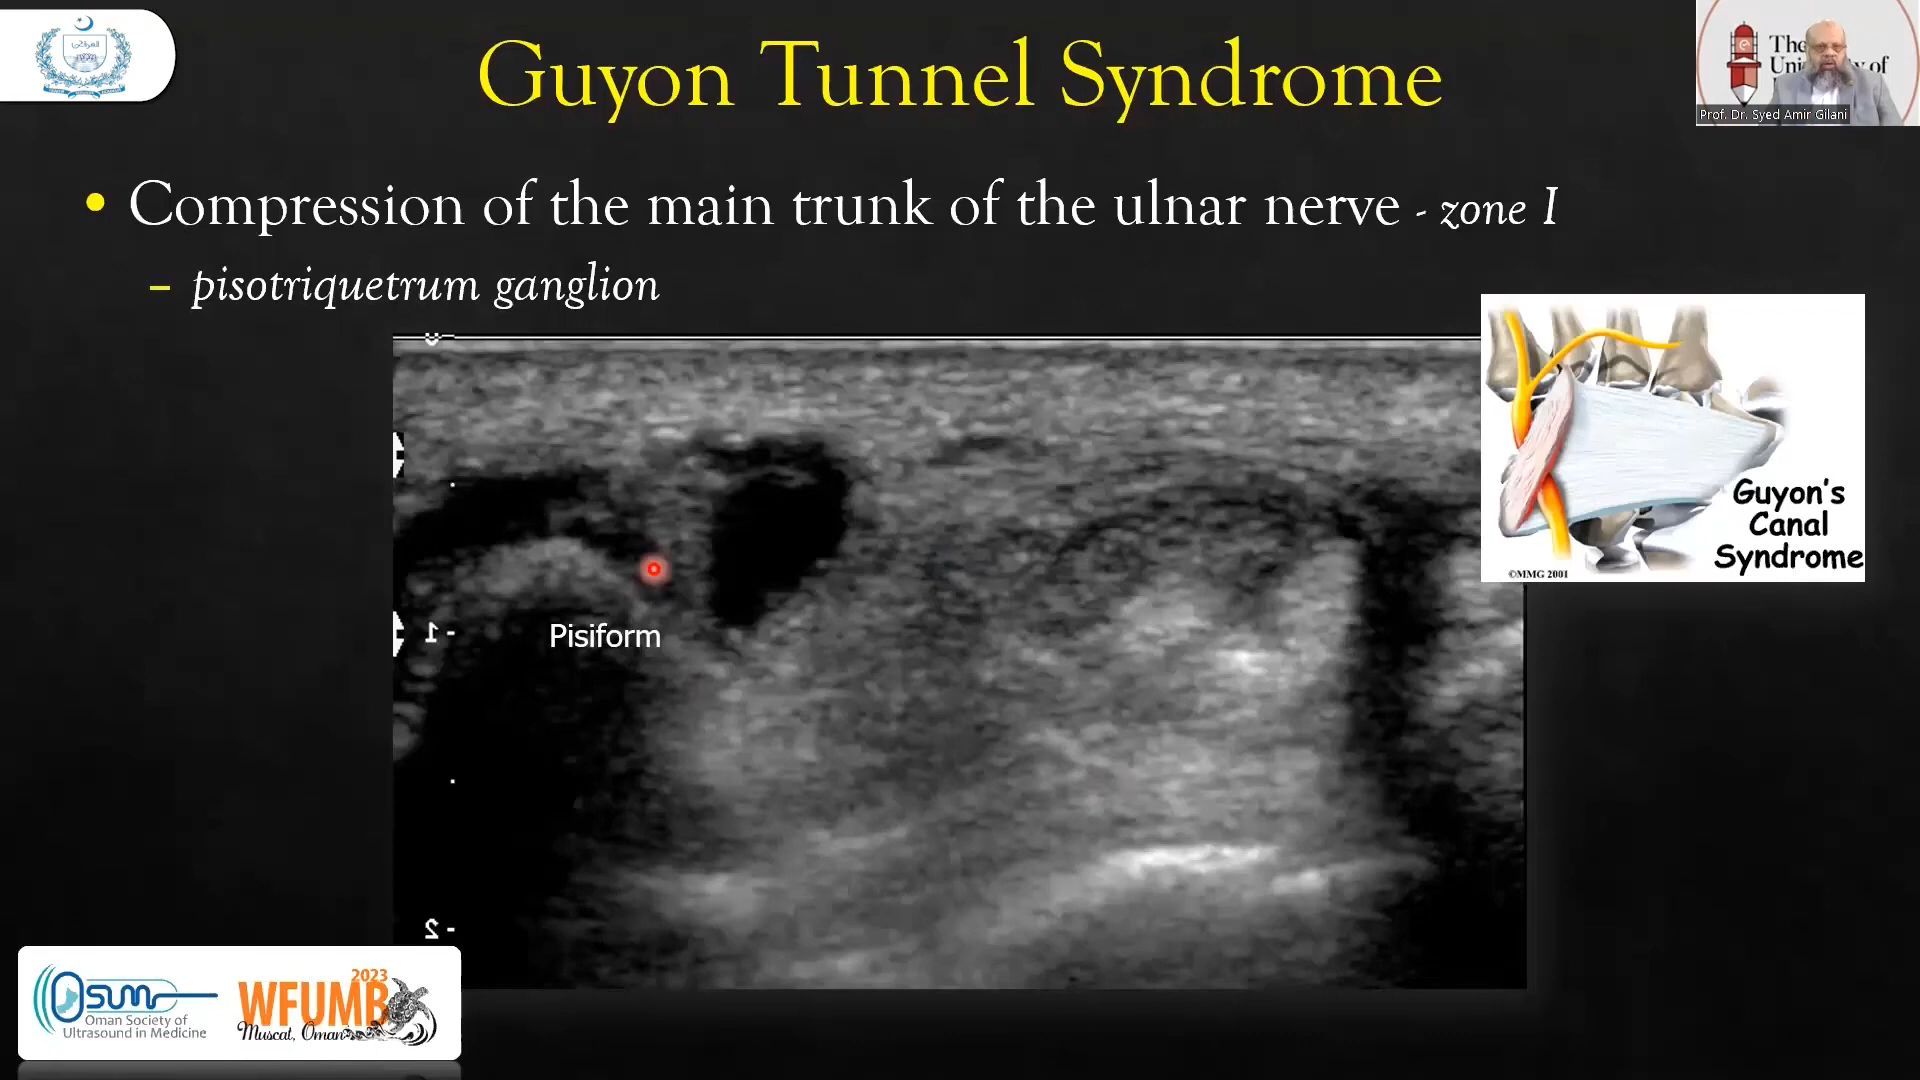 Guyon Tunnel Syndrome
Prof. Dr. Syed Amir Gilani
• Compression of the main trunk of the ulnar nerve - zone I
– pisotriquetrum ganglion
Guyon's
Canal
Syndrome
©MMG 2001
Pisiform
1 -
2 -
OSUM
Oman Society of
Ultrasound in Medicine
2023
WFUMB
Muscat, Oman